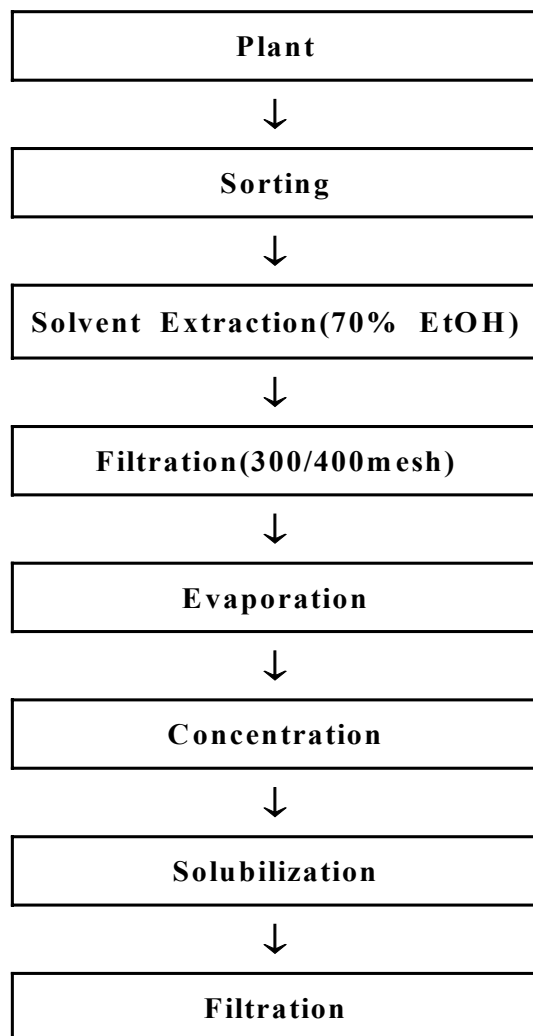 Plant
↓
Sorting
↓
Solvent Extraction(70% EtOH)
↓
Filtration(300/400mesh)
↓
Evaporation
↓
Concentration
↓
Solubilization
↓
Filtration